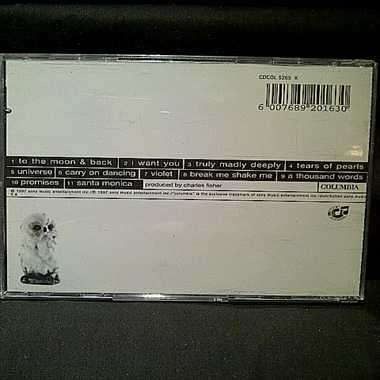 CDCOL 5265 K
6 007689 201630
1 to the moon & back 2 i want you 3 truly madly deeply 4 tears of pearls
5 universe 6 carry on dancing 7 violet 8 break me shake me 9 a thousand words
10 promises 11 santa monica produced by charles fisher COLUMBIA